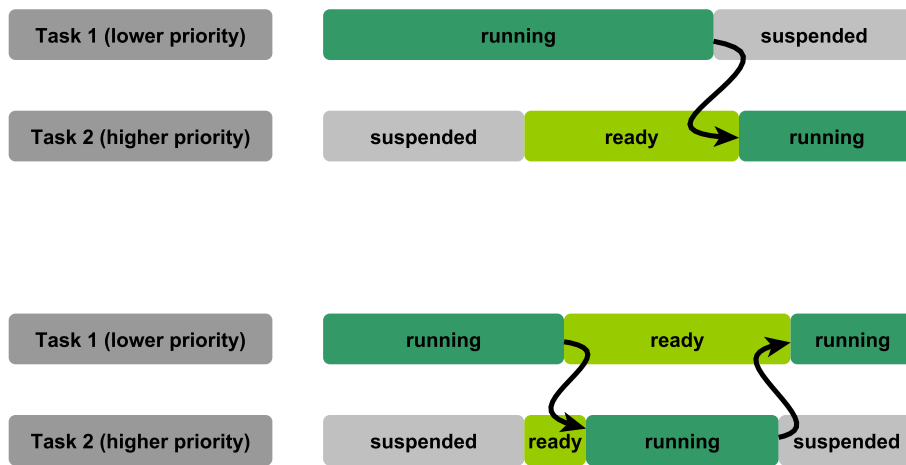 Task 1 (lower priority) running suspended
Task 2 (higher priority) suspended ready running
Task 1 (lower priority) running ready running
Task 2 (higher priority) suspended ready running suspended